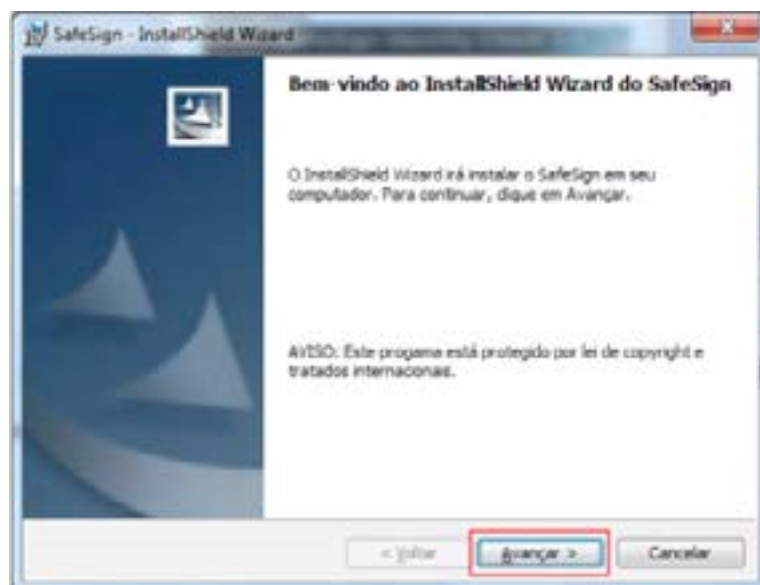 SafeSign - InstallShield Wizard
Bem-vindo ao InstallShield Wizard do SafeSign
O InstallShield Wizard irá instalar o SafeSign em seu
computador. Para continuar, clique em Avançar.
AVISO: Este progama está protegido por lei de copyright e
tratados internacionais.
< Voltar
Avançar >
Cancelar